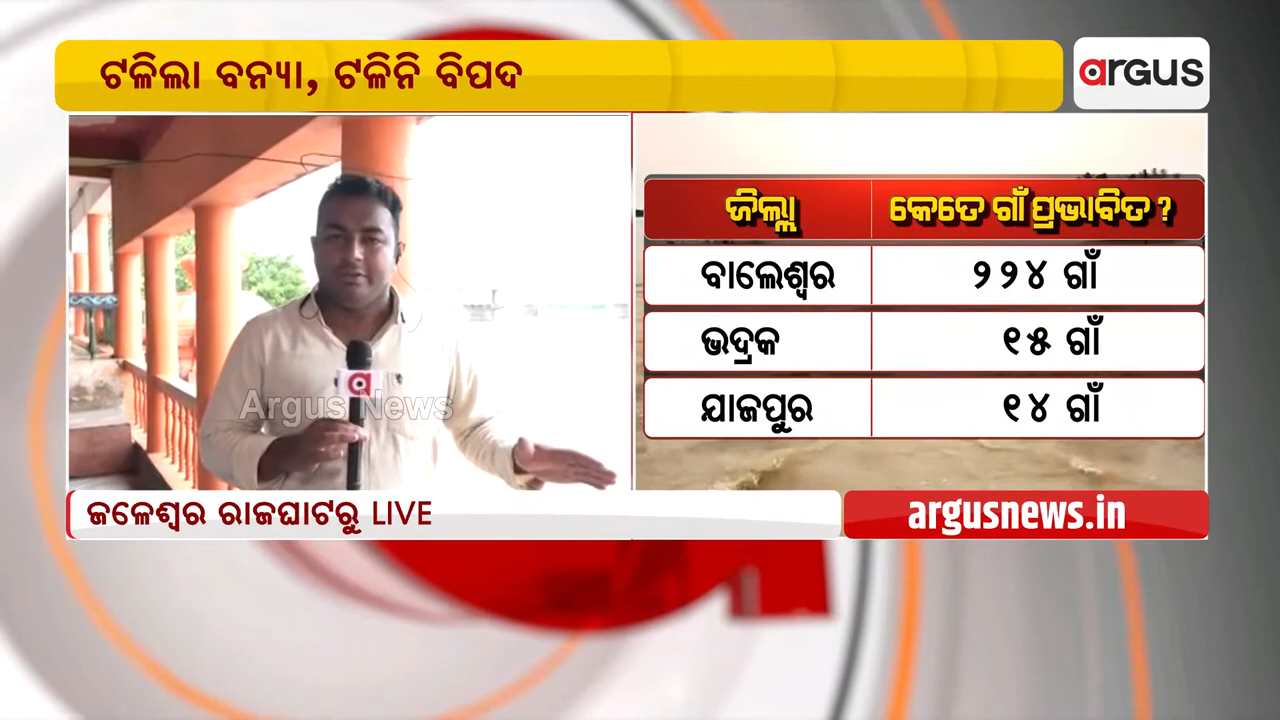 ଟଳିଲା ବନ୍ୟା, ଟଳିନି ବିପଦ
argus
ଜିଲ୍ଲା କେତେ ଗାଁ ପ୍ରଭାବିତ ?
ବାଲେଶ୍ୱର ୨୨୪ ଗାଁ
ଭଦ୍ରକ ୧୫ ଗାଁ
ଯାଜପୁର ୧୪ ଗାଁ
Argus News
ଜଳେଶ୍ୱର ରାଜଘାଟରୁ LIVE
argusnews.in